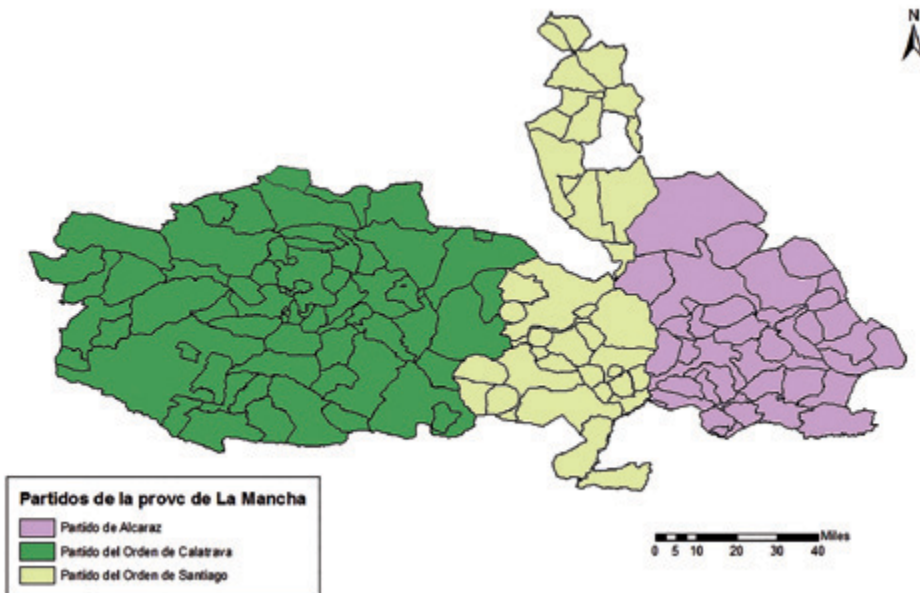 N
Partidos de la provc de La Mancha
Partido de Alcaraz
Partido del Orden de Calatrava
Partido del Orden de Santiago
Miles
0 5 10 20 30 40